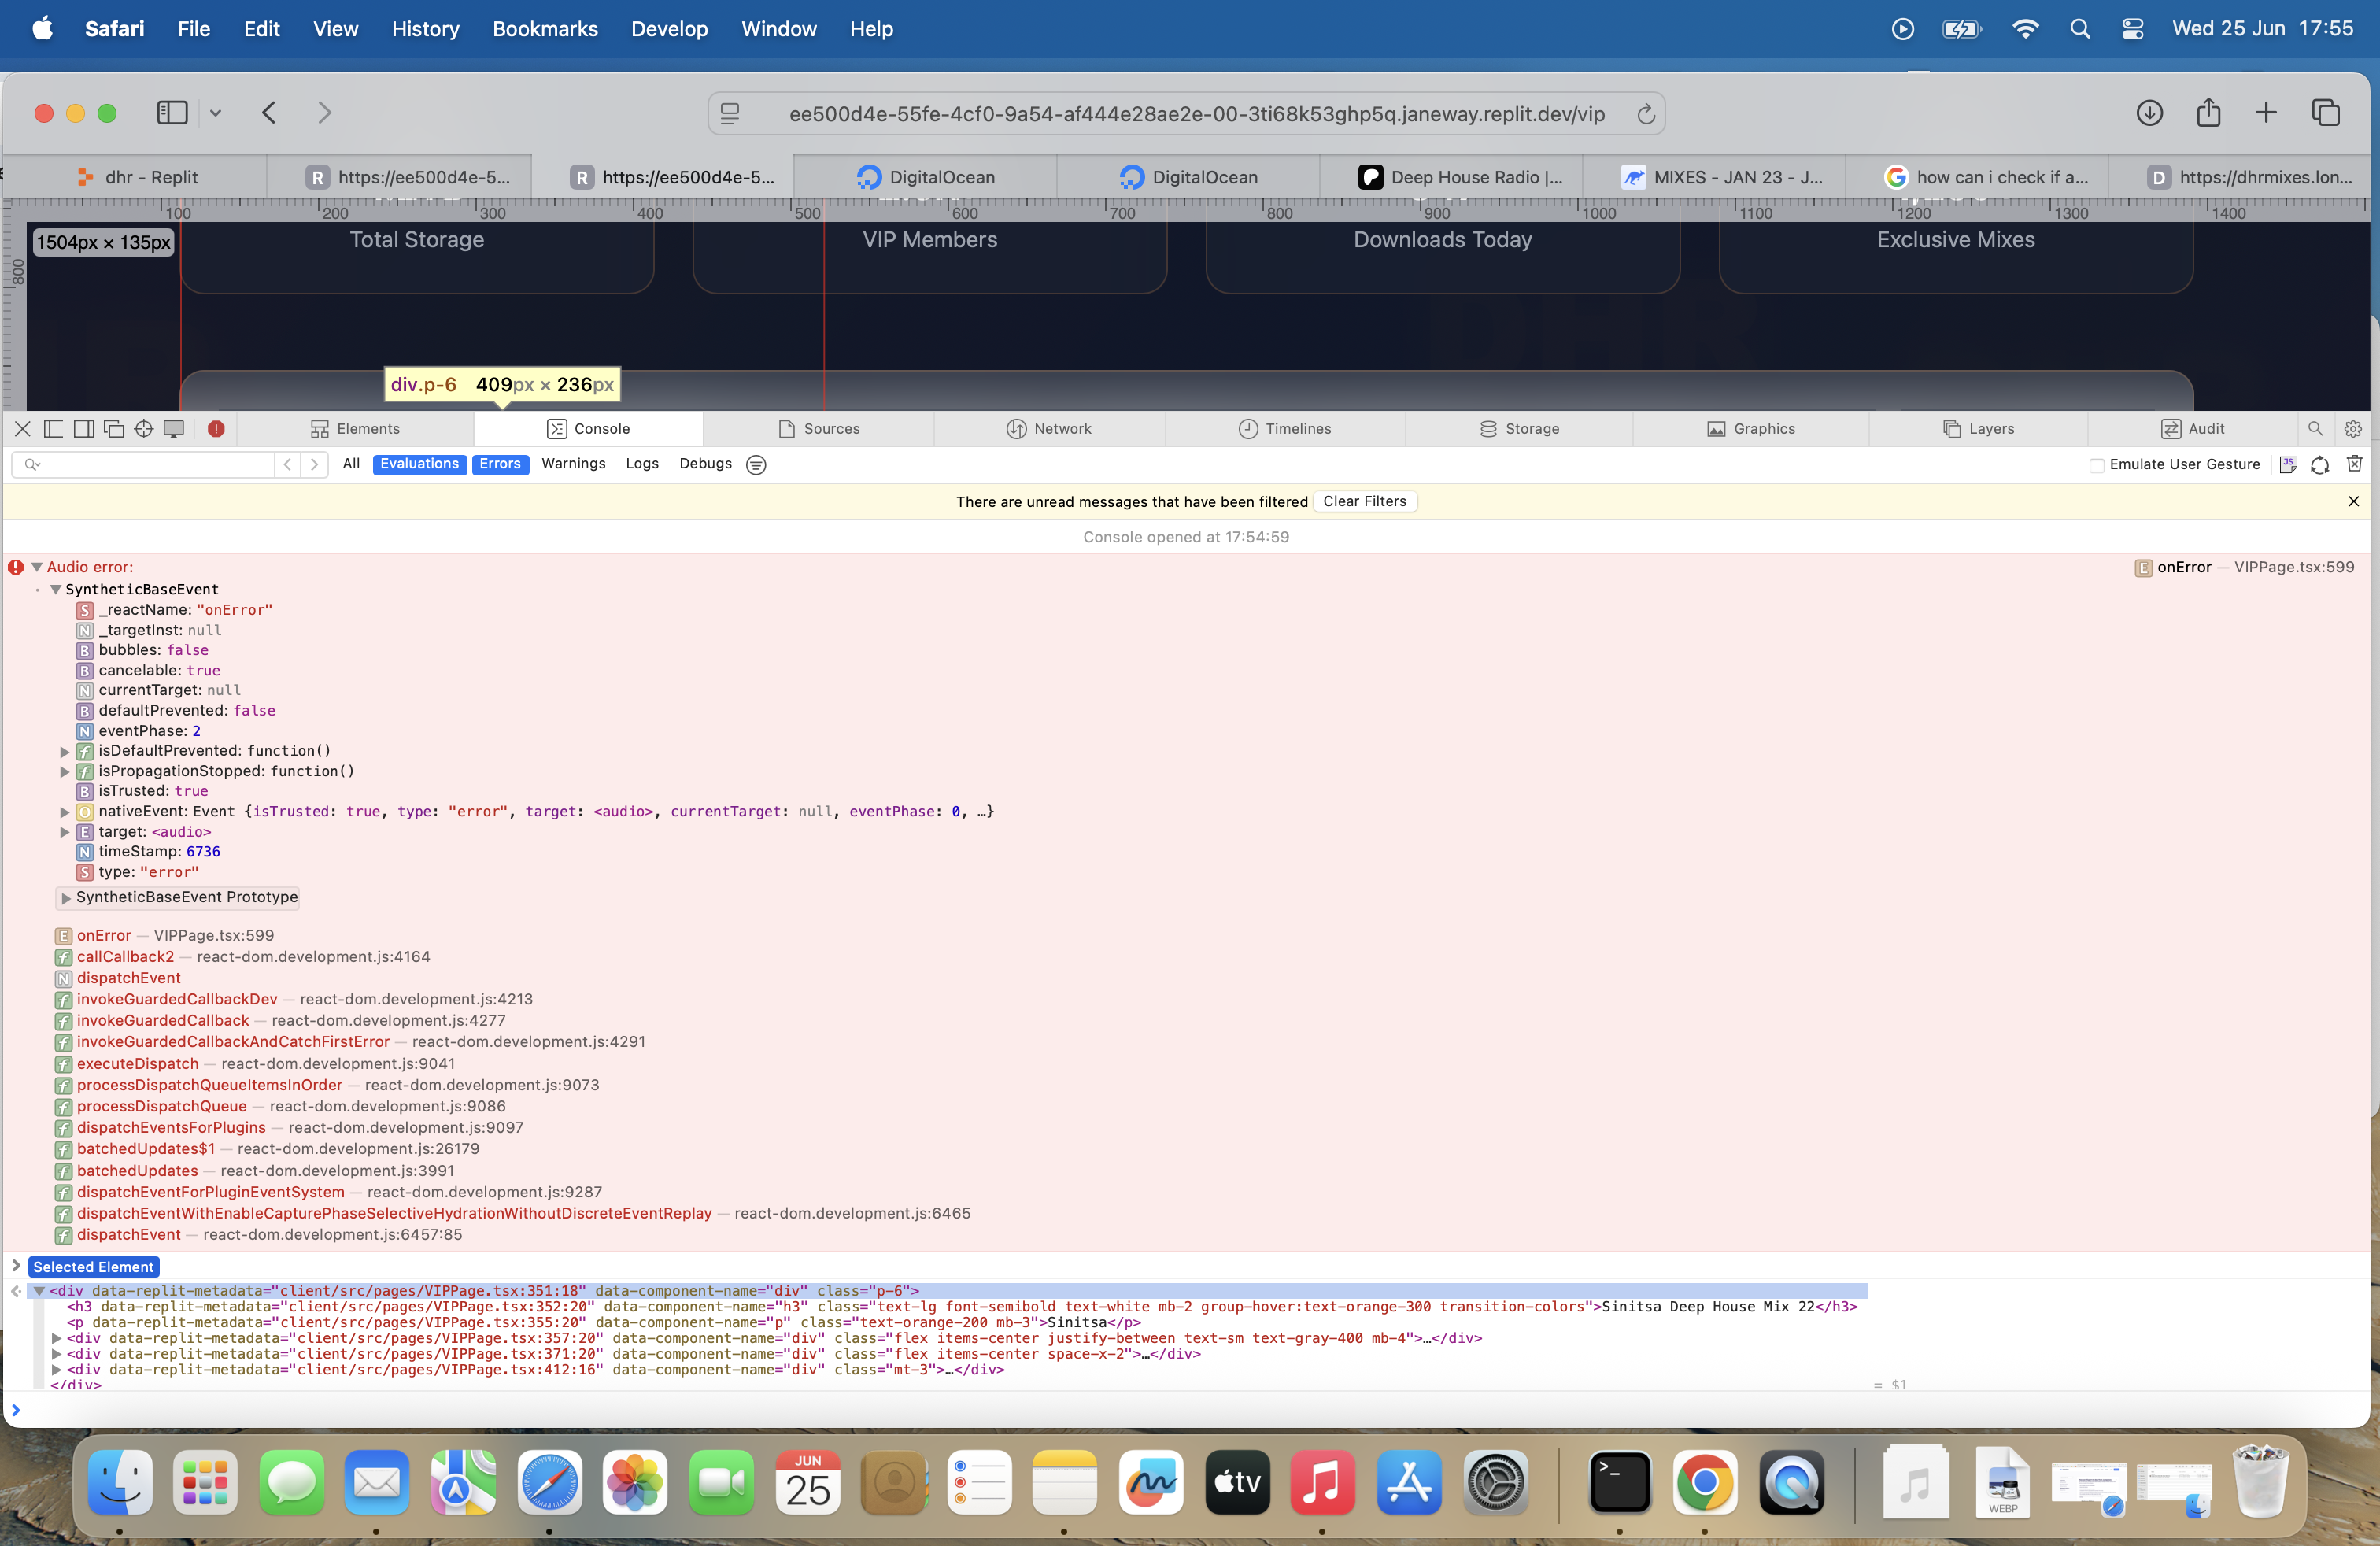 Safari File Edit View History Bookmarks Develop Window Help Wed 25 Jun 17:55
ee500d4e-55fe-4cf0-9a54-af444e28ae2e-00-3ti68k53ghp5q.janeway.replit.dev/vip
dhr - Replit R https://ee500d4e-5... R https://ee500d4e-5... DigitalOcean DigitalOcean Deep House Radio |... MIXES - JAN 23 - J... how can i check if a... D https://dhrmixes.lon...
100 200 300 400 500 600 700 800 900 1000 1100 1200 1300 1400
1504px × 135px Total Storage VIP Members Downloads Today Exclusive Mixes
800
div.p-6 409px × 236px
Elements Console Sources Network Timelines Storage Graphics Layers Audit
All Evaluations Errors Warnings Logs Debugs Emulate User Gesture
There are unread messages that have been filtered Clear Filters
Console opened at 17:54:59
Audio error: E onError — VIPPage.tsx:599
SyntheticBaseEvent
S _reactName: "onError"
N _targetInst: null
B bubbles: false
B cancelable: true
N currentTarget: null
B defaultPrevented: false
N eventPhase: 2
f isDefaultPrevented: function()
f isPropagationStopped: function()
B isTrusted: true
O nativeEvent: Event {isTrusted: true, type: "error", target: <audio>, currentTarget: null, eventPhase: 0, …}
E target: <audio>
N timeStamp: 6736
S type: "error"
SyntheticBaseEvent Prototype
E onError — VIPPage.tsx:599
f callCallback2 — react-dom.development.js:4164
N dispatchEvent
f invokeGuardedCallbackDev — react-dom.development.js:4213
f invokeGuardedCallback — react-dom.development.js:4277
f invokeGuardedCallbackAndCatchFirstError — react-dom.development.js:4291
f executeDispatch — react-dom.development.js:9041
f processDispatchQueueItemsInOrder — react-dom.development.js:9073
f processDispatchQueue — react-dom.development.js:9086
f dispatchEventsForPlugins — react-dom.development.js:9097
f batchedUpdates$1 — react-dom.development.js:26179
f batchedUpdates — react-dom.development.js:3991
f dispatchEventForPluginEventSystem — react-dom.development.js:9287
f dispatchEventWithEnableCapturePhaseSelectiveHydrationWithoutDiscreteEventReplay — react-dom.development.js:6465
f dispatchEvent — react-dom.development.js:6457:85
Selected Element
<div data-replit-metadata="client/src/pages/VIPPage.tsx:351:18" data-component-name="div" class="p-6">
<h3 data-replit-metadata="client/src/pages/VIPPage.tsx:352:20" data-component-name="h3" class="text-lg font-semibold text-white mb-2 group-hover:text-orange-300 transition-colors">Sinitsa Deep House Mix 22</h3>
<p data-replit-metadata="client/src/pages/VIPPage.tsx:355:20" data-component-name="p" class="text-orange-200 mb-3">Sinitsa</p>
<div data-replit-metadata="client/src/pages/VIPPage.tsx:357:20" data-component-name="div" class="flex items-center justify-between text-sm text-gray-400 mb-4">…</div>
<div data-replit-metadata="client/src/pages/VIPPage.tsx:371:20" data-component-name="div" class="flex items-center space-x-2">…</div>
<div data-replit-metadata="client/src/pages/VIPPage.tsx:412:16" data-component-name="div" class="mt-3">…</div>
</div>
= $1
JUN
25
tv
WEBP